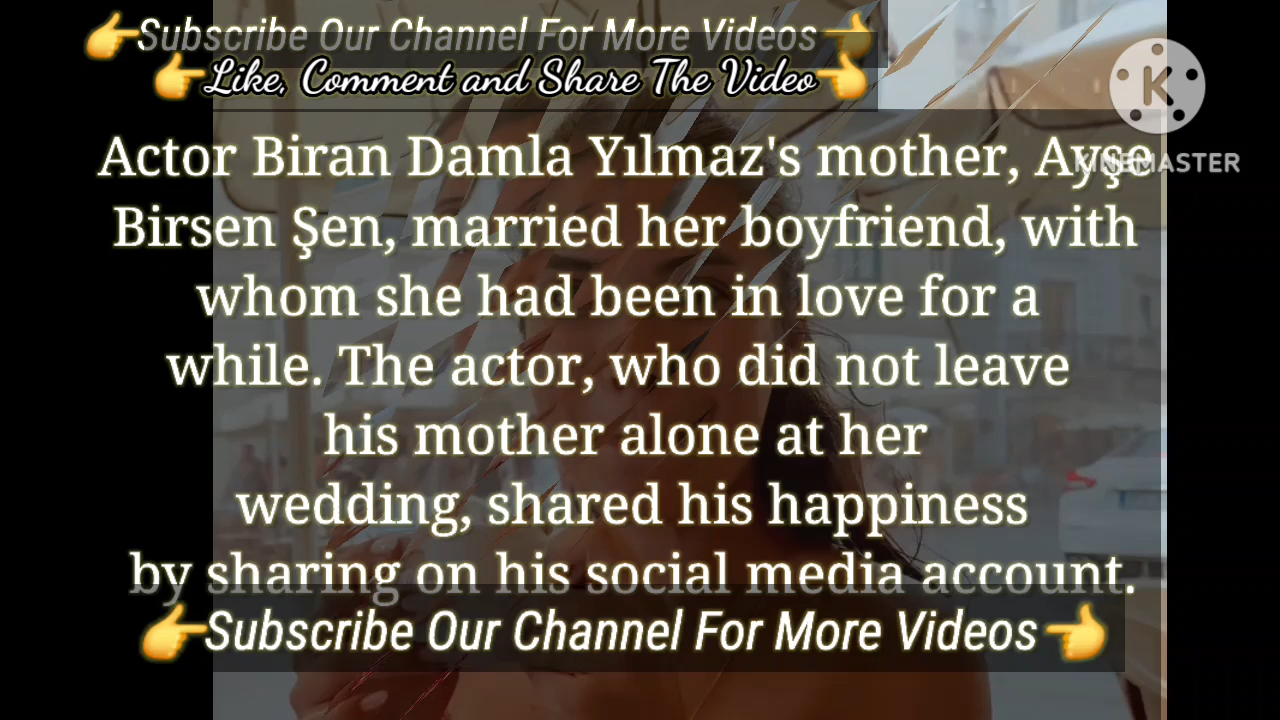 👉Subscribe Our Channel For More Videos👈
👉Like, Comment and Share The Video👈
K
KINEMASTER
Actor Biran Damla Yılmaz's mother, Ayşe
Birsen Şen, married her boyfriend, with
whom she had been in love for a
while. The actor, who did not leave
his mother alone at her
wedding, shared his happiness
by sharing on his social media account.
👉Subscribe Our Channel For More Videos👈